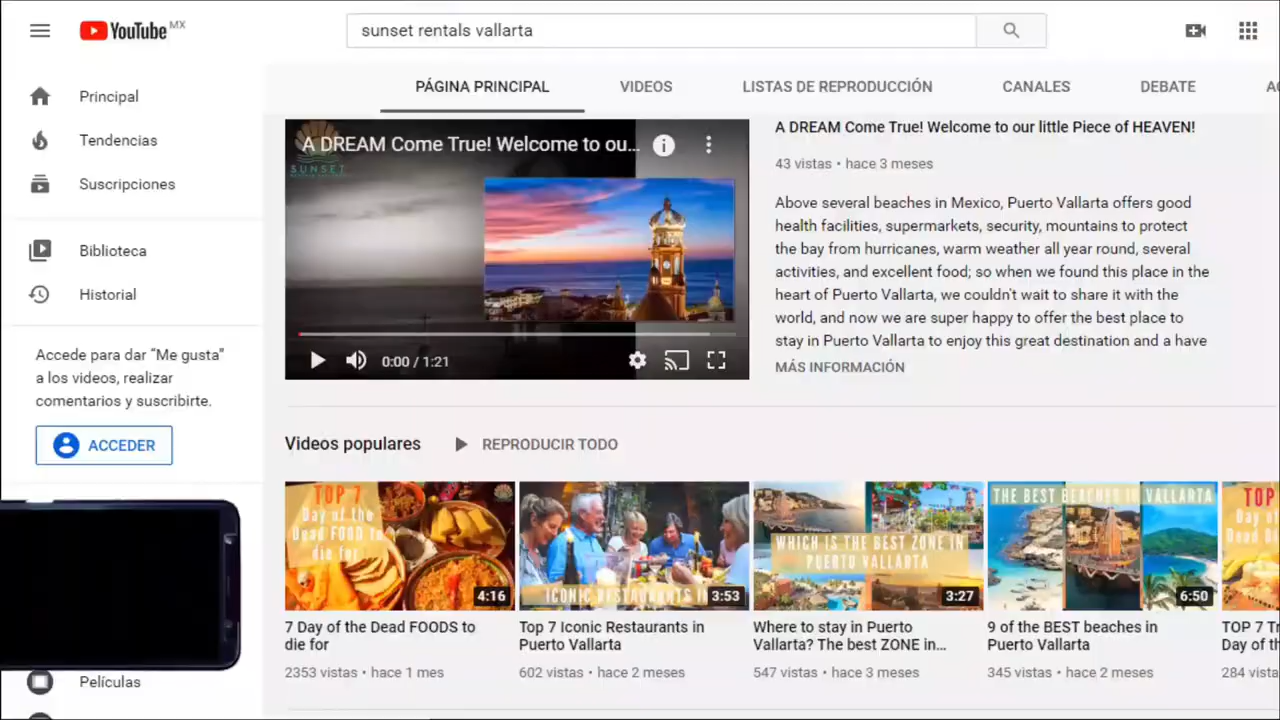 YouTube MX
sunset rentals vallarta
Principal
Tendencias
Suscripciones
Biblioteca
Historial
Accede para dar “Me gusta”
a los videos, realizar
comentarios y suscribirte.
ACCEDER
Películas
PÁGINA PRINCIPAL
VIDEOS
LISTAS DE REPRODUCCIÓN
CANALES
DEBATE
A DREAM Come True! Welcome to ou...
SUNSET
0:00 / 1:21
A DREAM Come True! Welcome to our little Piece of HEAVEN!
43 vistas • hace 3 meses
Above several beaches in Mexico, Puerto Vallarta offers good
health facilities, supermarkets, security, mountains to protect
the bay from hurricanes, warm weather all year round, several
activities, and excellent food; so when we found this place in the
heart of Puerto Vallarta, we couldn't wait to share it with the
world, and now we are super happy to offer the best place to
stay in Puerto Vallarta to enjoy this great destination and a have
MÁS INFORMACIÓN
Videos populares
REPRODUCIR TODO
TOP 7
Day of the
Dead FOOD to
die for
4:16
7 Day of the Dead FOODS to
die for
2353 vistas • hace 1 mes
ICONIC RESTAURANTS IN
3:53
Top 7 Iconic Restaurants in
Puerto Vallarta
602 vistas • hace 2 meses
WHICH IS THE BEST ZONE IN
PUERTO VALLARTA
3:27
Where to stay in Puerto
Vallarta? The best ZONE in...
547 vistas • hace 3 meses
THE BEST BEACHES IN VALLARTA
6:50
9 of the BEST beaches in
Puerto Vallarta
345 vistas • hace 2 meses
TOP
Day o
Dead
TOP 7 T
Day of th
284 vista